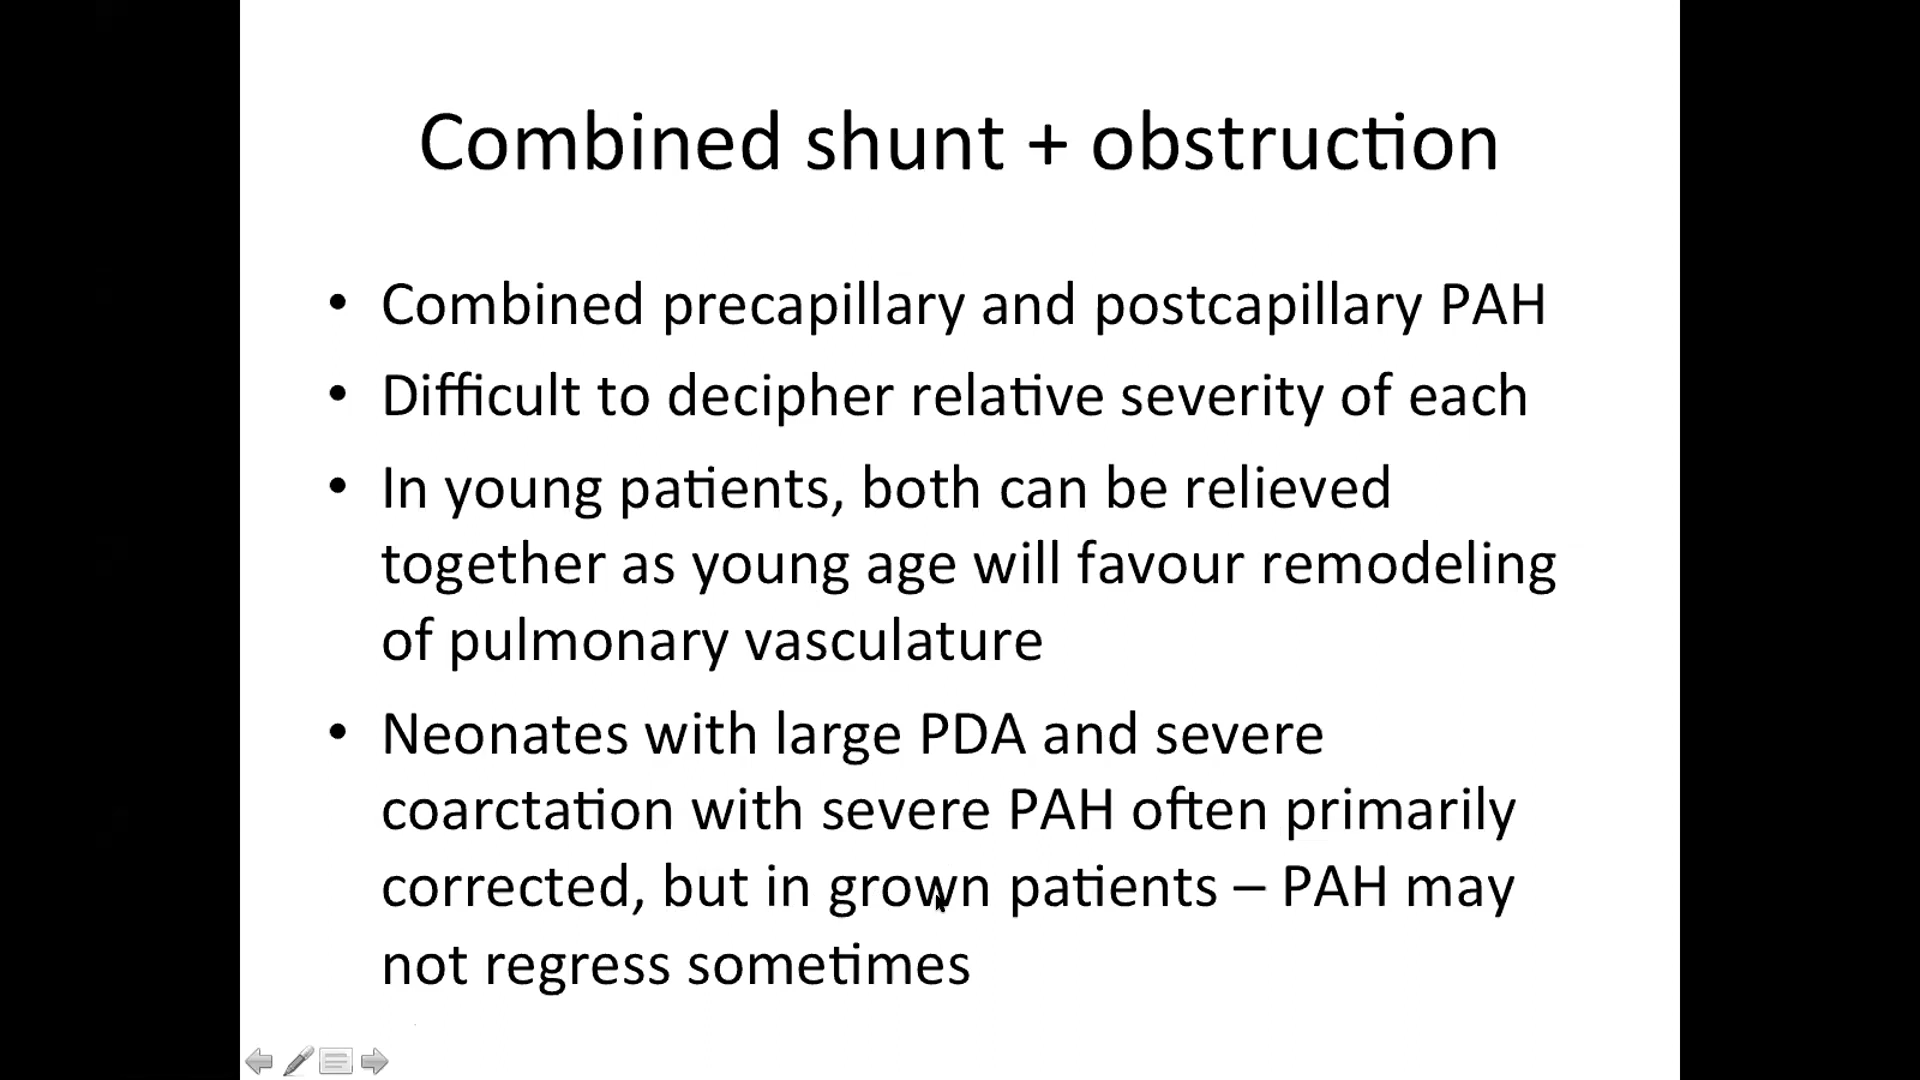 Combined shunt + obstruction
• Combined precapillary and postcapillary PAH
• Difficult to decipher relative severity of each
• In young patients, both can be relieved
together as young age will favour remodeling
of pulmonary vasculature
• Neonates with large PDA and severe
coarctation with severe PAH often primarily
corrected, but in grown patients – PAH may
not regress sometimes